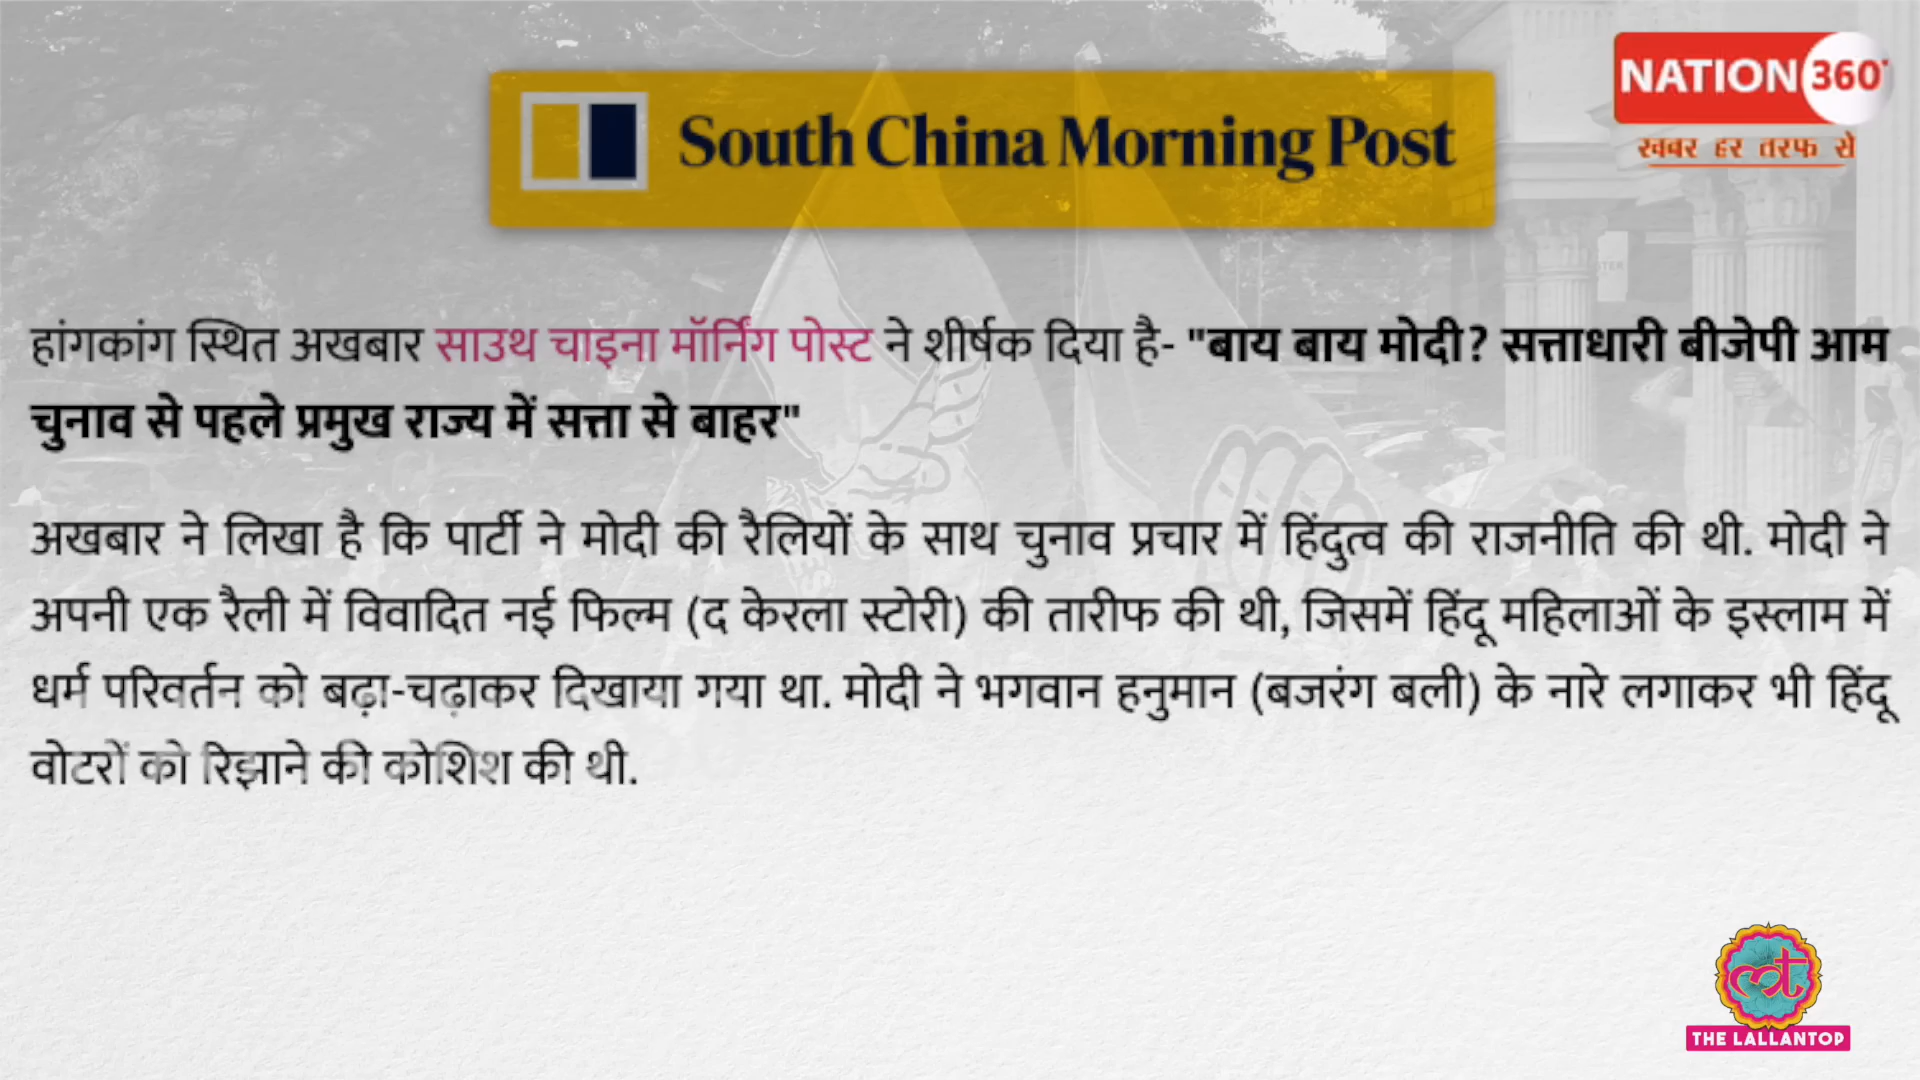 NATION 360°
South China Morning Post
खबर हर तरफ से
हांगकांग स्थित अखबार साउथ चाइना मॉर्निंग पोस्ट ने शीर्षक दिया है- "बाय बाय मोदी? सत्ताधारी बीजेपी आम
चुनाव से पहले प्रमुख राज्य में सत्ता से बाहर"
अखबार ने लिखा है कि पार्टी ने मोदी की रैलियों के साथ चुनाव प्रचार में हिंदुत्व की राजनीति की थी. मोदी ने
अपनी एक रैली में विवादित नई फिल्म (द केरला स्टोरी) की तारीफ की थी, जिसमें हिंदू महिलाओं के इस्लाम में
धर्म परिवर्तन को बढ़ा-चढ़ाकर दिखाया गया था. मोदी ने भगवान हनुमान (बजरंग बली) के नारे लगाकर भी हिंदू
वोटरों को रिझाने की कोशिश की थी.
THE LALLANTOP